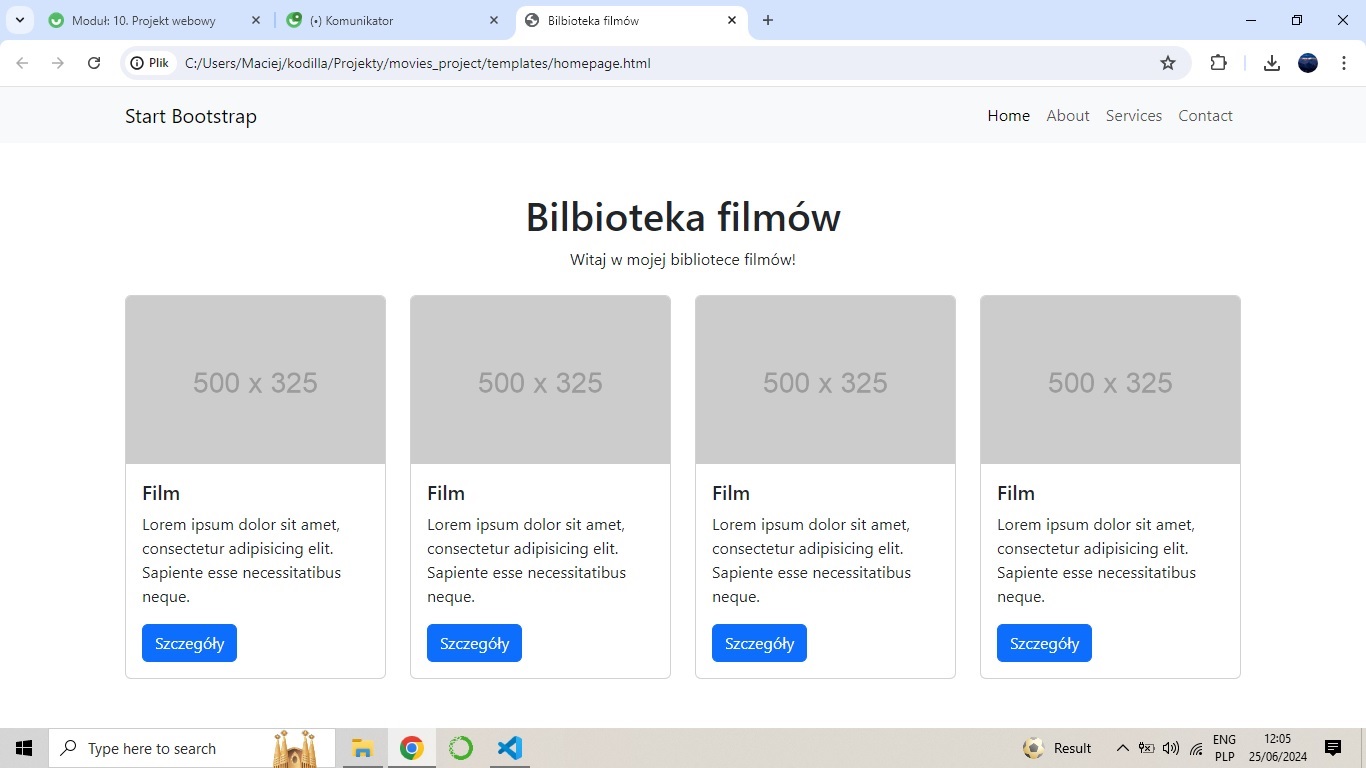 Moduł: 10. Projekt webowy
(•) Komunikator
Bilbioteka filmów
Plik
C:/Users/Maciej/kodilla/Projekty/movies_project/templates/homepage.html
Start Bootstrap
Home About Services Contact
Bilbioteka filmów
Witaj w mojej bibliotece filmów!
500 x 325
Film
Lorem ipsum dolor sit amet,
consectetur adipisicing elit.
Sapiente esse necessitatibus
neque.
Szczegóły
500 x 325
Film
Lorem ipsum dolor sit amet,
consectetur adipisicing elit.
Sapiente esse necessitatibus
neque.
Szczegóły
500 x 325
Film
Lorem ipsum dolor sit amet,
consectetur adipisicing elit.
Sapiente esse necessitatibus
neque.
Szczegóły
500 x 325
Film
Lorem ipsum dolor sit amet,
consectetur adipisicing elit.
Sapiente esse necessitatibus
neque.
Szczegóły
Type here to search
Result
ENG
PLP
12:05
25/06/2024